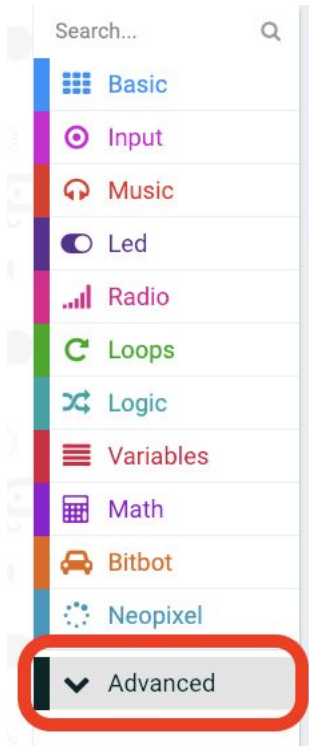 Search...
Basic
Input
Music
Led
Radio
Loops
Logic
Variables
Math
Bitbot
Neopixel
Advanced